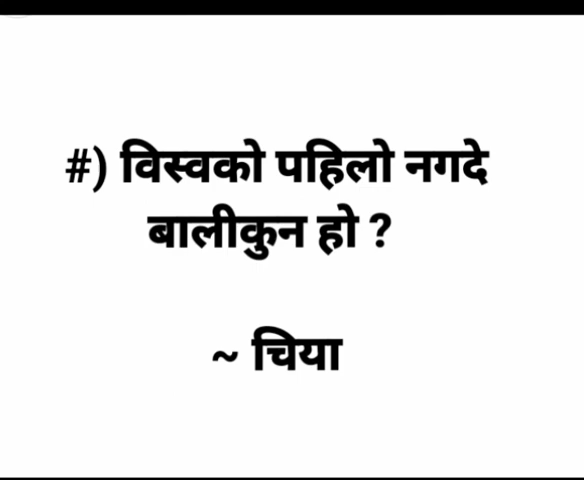 #) विस्वको पहिलो नगदे
बालीकुन हो ?
~ चिया